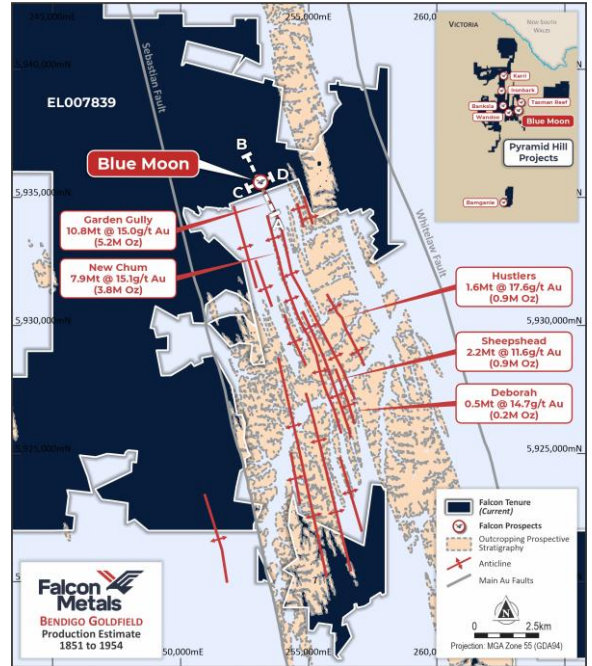 245,000mE
255,000mE
260,0
5,940,000mN
Sebastian Fault
EL007839
VICTORIA
NEW SOUTH
WALES
Karri
Ironbark
Tasman Reef
Banksia
Wandoo
Blue Moon
Pyramid Hill
Projects
Bamganie
B
Blue Moon
C
D
5,935,000mN
Garden Gully
10.8Mt @ 15.0g/t Au
(5.2M Oz)
New Chum
7.9Mt @ 15.1g/t Au
(3.8M Oz)
Whitelaw Fault
Hustlers
1.6Mt @ 17.6g/t Au
(0.9M Oz)
5,930,000mN
5,930,000mN
Sheepshead
2.2Mt @ 11.6g/t Au
(0.9M Oz)
Deborah
0.5Mt @ 14.7g/t Au
(0.2M Oz)
5,925,000mN
5,925,000mN
Falcon Tenure
(Current)
Falcon Prospects
Outcropping Prospective
Stratigraphy
Anticline
Main Au Faults
N
0 2.5km
Projection: MGA Zone 55 (GDA94)
Falcon
Metals
BENDIGO GOLDFIELD
Production Estimate
1851 to 1954
50,000mE
255,000mE
260,